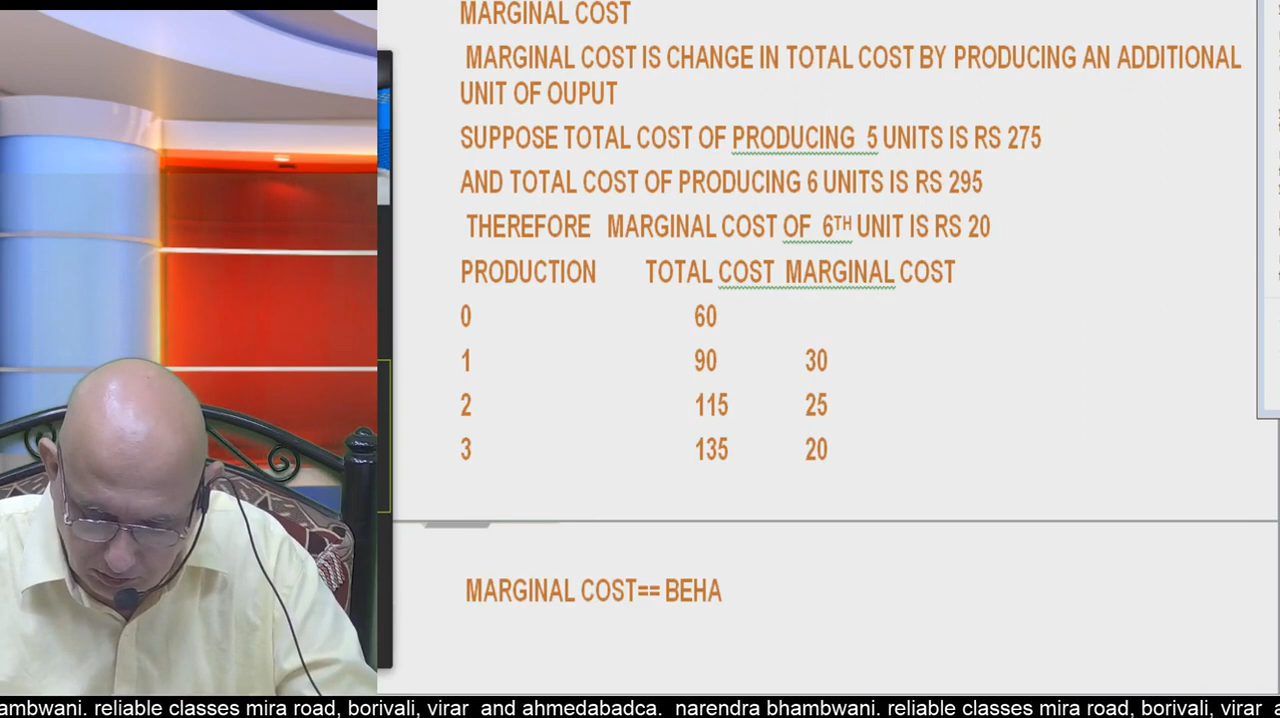 MARGINAL COST
MARGINAL COST IS CHANGE IN TOTAL COST BY PRODUCING AN ADDITIONAL
UNIT OF OUPUT
SUPPOSE TOTAL COST OF PRODUCING 5 UNITS IS RS 275
AND TOTAL COST OF PRODUCING 6 UNITS IS RS 295
THEREFORE MARGINAL COST OF 6TH UNIT IS RS 20
PRODUCTION TOTAL COST MARGINAL COST
0 60
1 90 30
2 115 25
3 135 20
MARGINAL COST== BEHA
ambwani. reliable classes mira road, borivali, virar and ahmedabadca. narendra bhambwani. reliable classes mira road, borivali, virar